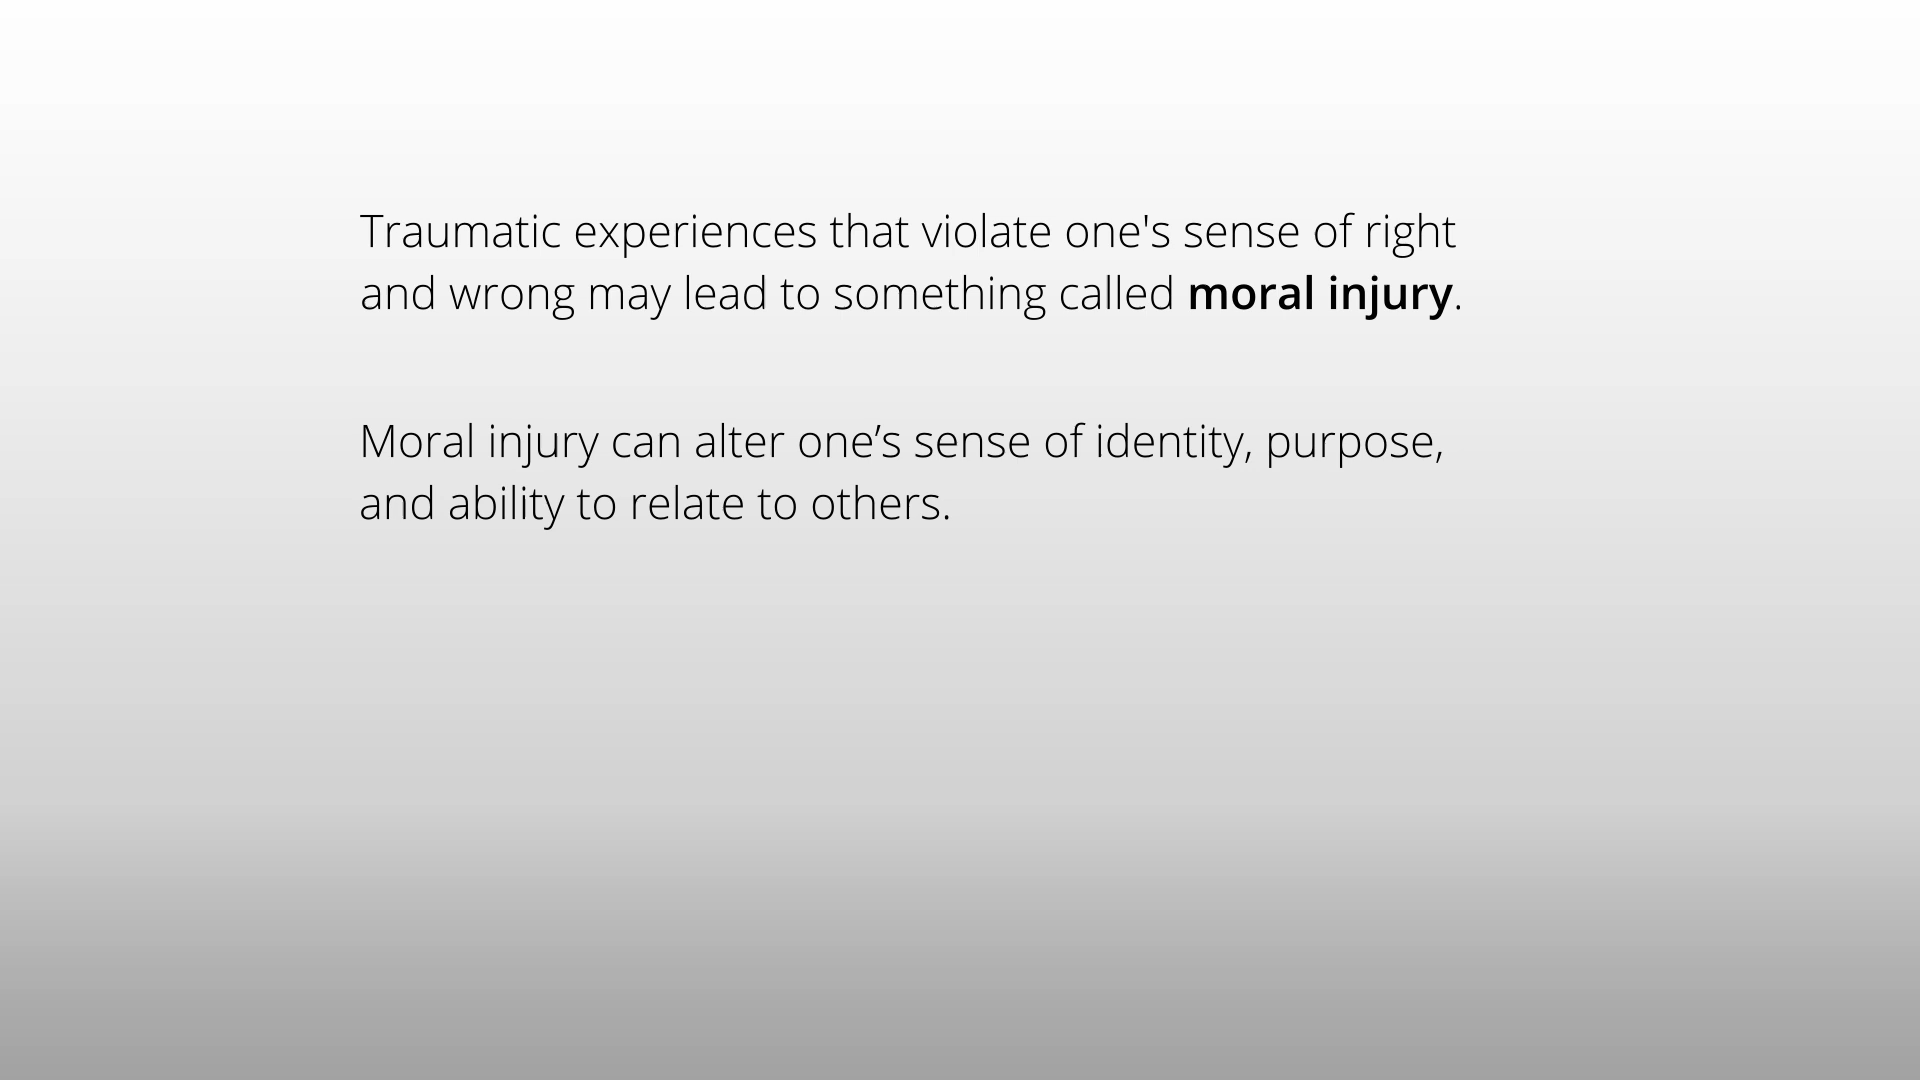 Traumatic experiences that violate one's sense of right
and wrong may lead to something called moral injury.
Moral injury can alter one’s sense of identity, purpose,
and ability to relate to others.